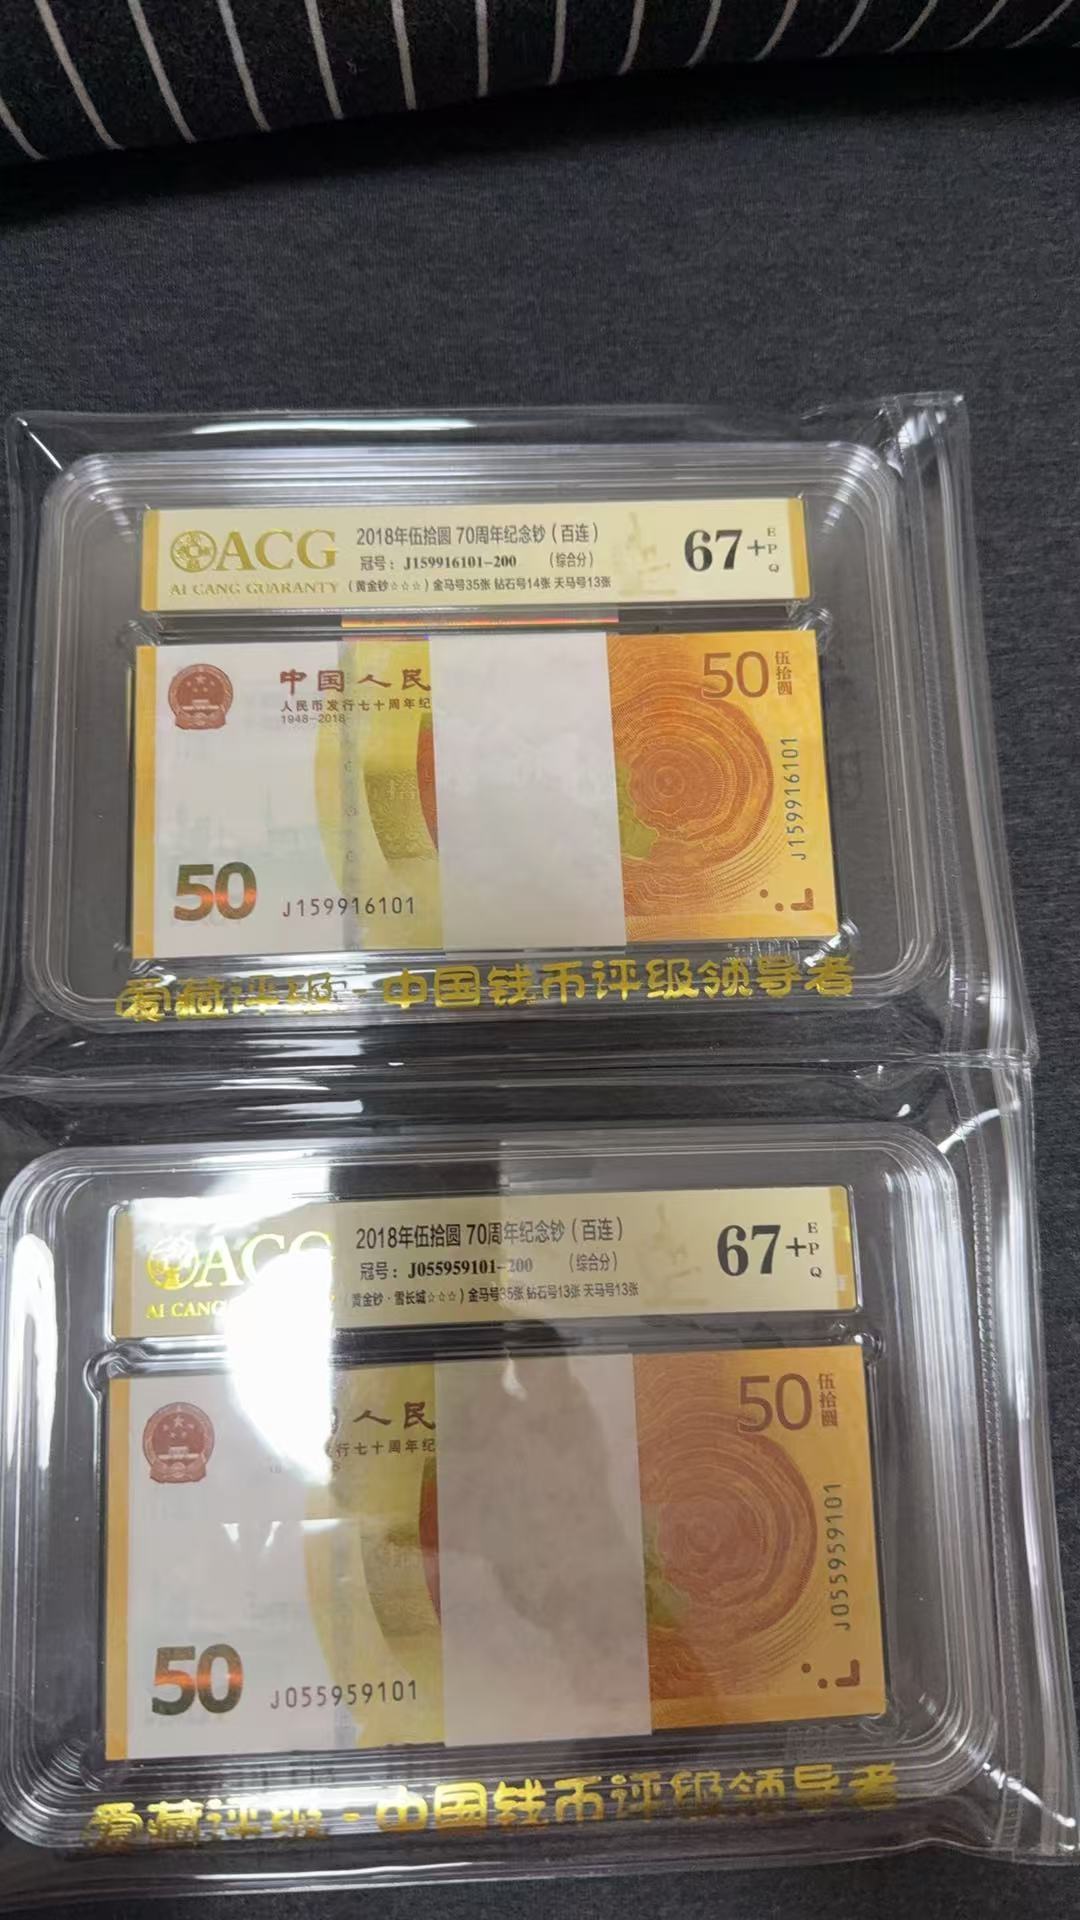 ACG
AI CANG GUARANTY
2018年伍拾圆 70周年纪念钞（百连）
冠号：J159916101-200 （综合分）
（黄金钞☆☆☆）金马号35张 钻石号14张 天马号13张
67+
EPQ
中国人民
人民币发行七十周年纪
1948-2018
50
伍拾圆
J159916101
50
J159916101
爱藏评级-中国钱币评级领导者
ACG
AI CANG
2018年伍拾圆 70周年纪念钞（百连）
冠号：J055959101-200 （综合分）
黄金钞·雪长城☆☆☆）金马号35张 钻石号13张 天马号13张
67+
EPQ
人民
行七十周年纪
50
伍拾圆
J055959101
50
J055959101
爱藏评级-中国钱币评级领导者